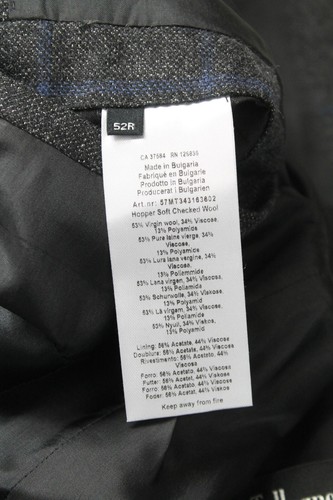 52R
CA 37584 RN 125835
Made in Bulgaria
Fabriqué en Bulgarie
Prodotto in Bulgaria
Producerat i Bulgarien
Art.nr: 57MT343163602
Hopper Soft Checked Wool
53% Virgin wool, 34% Viscose,
13% Polyamide
53% Pure laine vierge, 34%
Viscose,
13% Polyamide
53% Lana vergine, 34%
Viscosa,
13% Poliammide
53% Lana virgen, 34% Viscosa,
13% Poliamida
53% Schurwolle, 34% Viskose,
13% Polyamid
53% Lã virgem, 34% Viscose,
13% Poliamida
53% Nyull, 34% Viskos,
13% Polyamid
Lining: 56% Acetate, 44% Viscose
Doublure: 56% Acétate, 44% Viscose
Rivestimento: 56% Acetato, 44%
Viscosa
Forro: 56% Acetato, 44% Viscosa
Futter: 56% Acetat, 44% Viskose
Forro: 56% Acetato, 44% Viscose
Foder: 56% Acetat, 44% Viskos
Keep away from fire